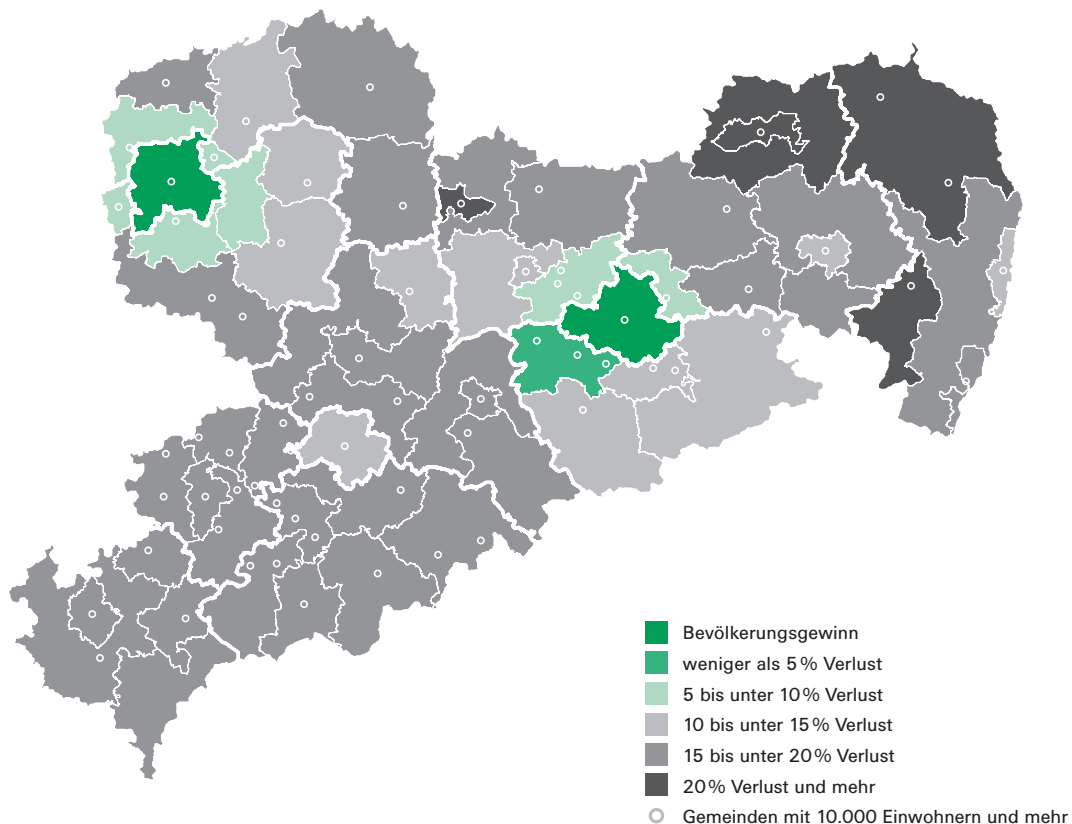 Bevölkerungsgewinn
weniger als 5 % Verlust
5 bis unter 10 % Verlust
10 bis unter 15 % Verlust
15 bis unter 20 % Verlust
20 % Verlust und mehr
Gemeinden mit 10.000 Einwohnern und mehr